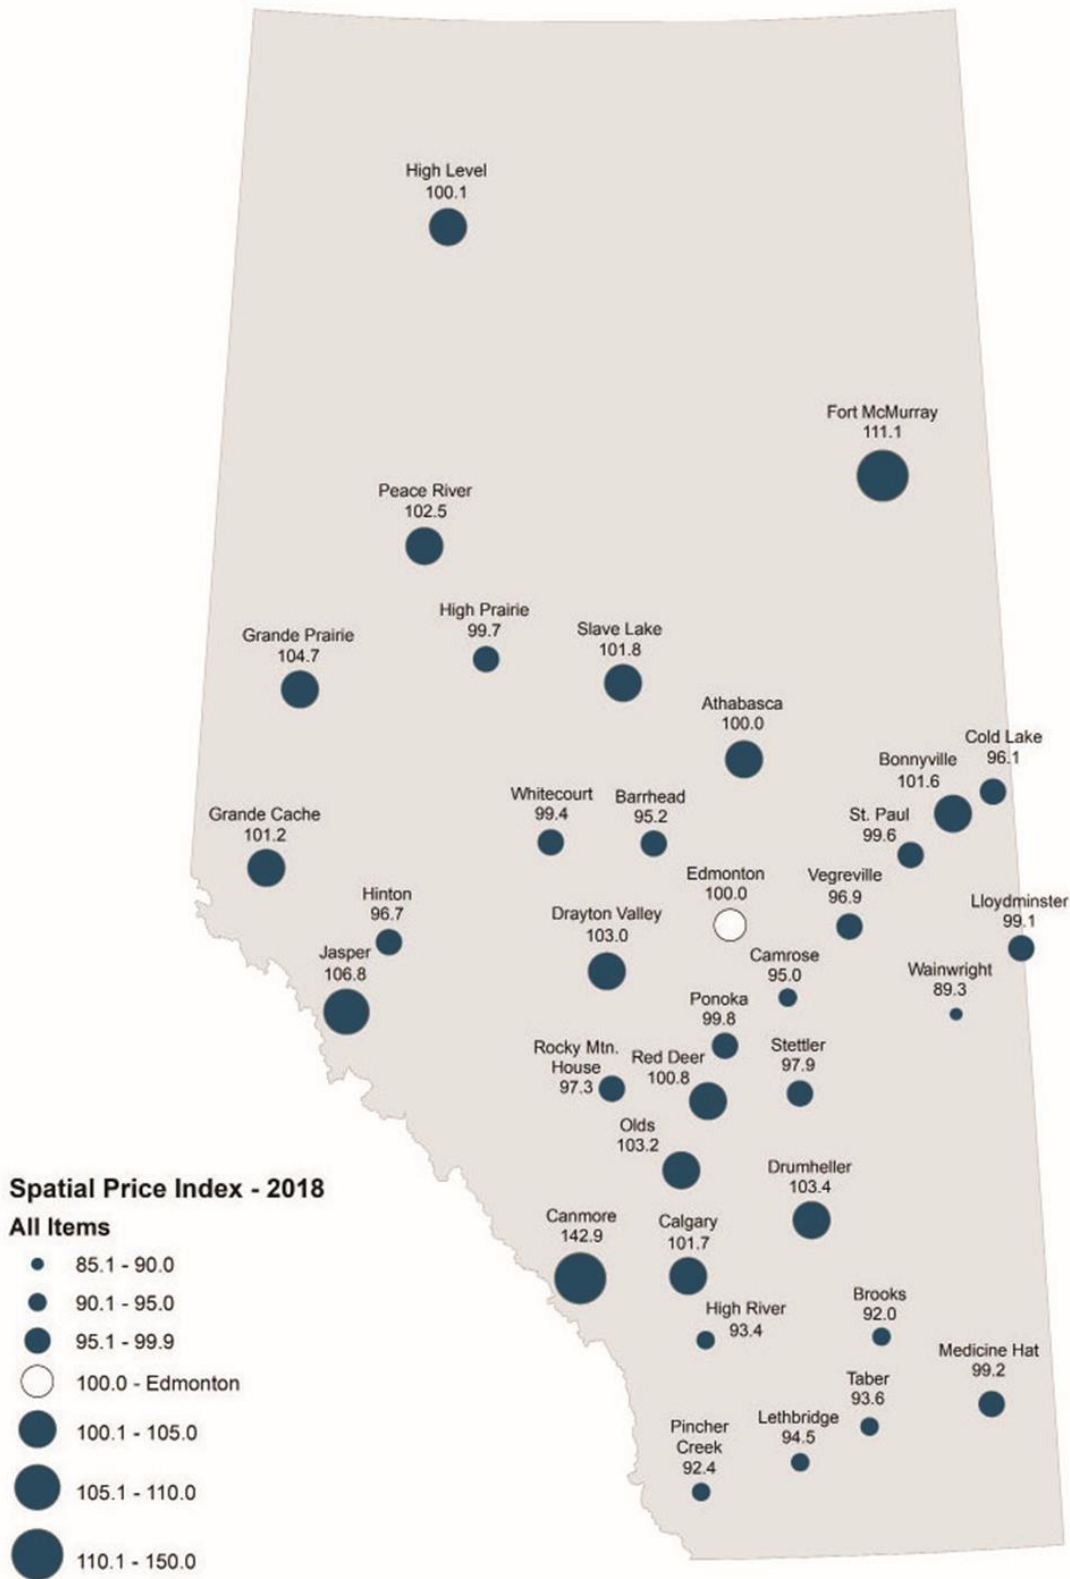 High Level
100.1
Fort McMurray
111.1
Peace River
102.5
High Prairie
99.7
Slave Lake
101.8
Grande Prairie
104.7
Athabasca
100.0
Cold Lake
96.1
Bonnyville
101.6
Whitecourt
99.4
Barrhead
95.2
St. Paul
99.6
Grande Cache
101.2
Edmonton
100.0
Vegreville
96.9
Hinton
96.7
Lloydminster
99.1
Drayton Valley
103.0
Jasper
106.8
Camrose
95.0
Wainwright
89.3
Ponoka
99.8
Rocky Mtn.
House
97.3
Red Deer
100.8
Stettler
97.9
Olds
103.2
Drumheller
103.4
Canmore
142.9
Calgary
101.7
High River
93.4
Brooks
92.0
Medicine Hat
99.2
Taber
93.6
Lethbridge
94.5
Pincher
Creek
92.4
Spatial Price Index - 2018
All Items
85.1 - 90.0
90.1 - 95.0
95.1 - 99.9
100.0 - Edmonton
100.1 - 105.0
105.1 - 110.0
110.1 - 150.0